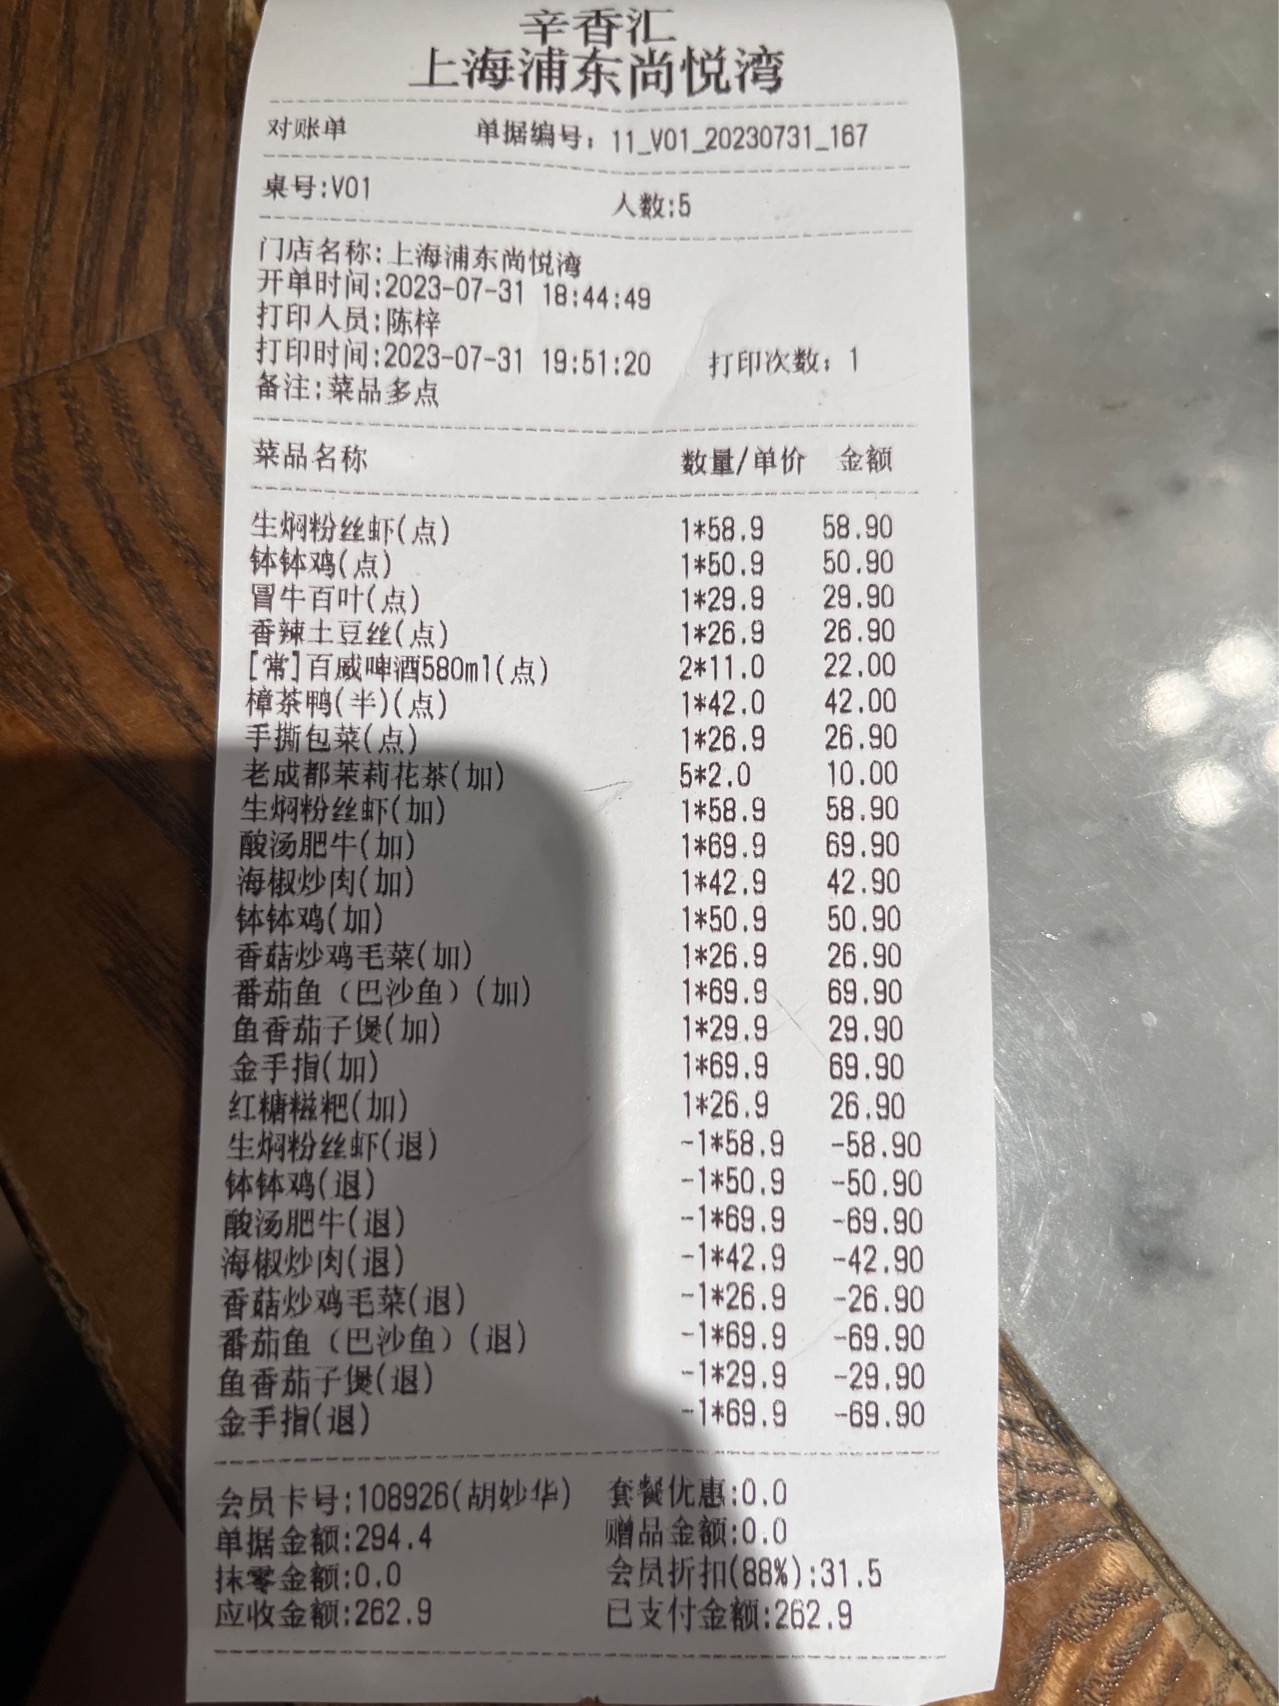 辛香汇
上海浦东尚悦湾
对账单 单据编号：11_V01_20230731_167
桌号:V01 人数:5
门店名称:上海浦东尚悦湾
开单时间:2023-07-31 18:44:49
打印人员:陈梓
打印时间:2023-07-31 19:51:20 打印次数：1
备注:菜品多点
菜品名称 数量/单价 金额
生焖粉丝虾(点) 1*58.9 58.90
钵钵鸡(点) 1*50.9 50.90
冒牛百叶(点) 1*29.9 29.90
香辣土豆丝(点) 1*26.9 26.90
[常]百威啤酒580ml(点) 2*11.0 22.00
樟茶鸭(半)(点) 1*42.0 42.00
手撕包菜(点) 1*26.9 26.90
老成都茉莉花茶(加) 5*2.0 10.00
生焖粉丝虾(加) 1*58.9 58.90
酸汤肥牛(加) 1*69.9 69.90
海椒炒肉(加) 1*42.9 42.90
钵钵鸡(加) 1*50.9 50.90
香菇炒鸡毛菜(加) 1*26.9 26.90
番茄鱼（巴沙鱼）(加) 1*69.9 69.90
鱼香茄子煲(加) 1*29.9 29.90
金手指(加) 1*69.9 69.90
红糖糍粑(加) 1*26.9 26.90
生焖粉丝虾(退) -1*58.9 -58.90
钵钵鸡(退) -1*50.9 -50.90
酸汤肥牛(退) -1*69.9 -69.90
海椒炒肉(退) -1*42.9 -42.90
香菇炒鸡毛菜(退) -1*26.9 -26.90
番茄鱼（巴沙鱼）(退) -1*69.9 -69.90
鱼香茄子煲(退) -1*29.9 -29.90
金手指(退) -1*69.9 -69.90
会员卡号:108926(胡妙华) 套餐优惠:0.0
单据金额:294.4 赠品金额:0.0
抹零金额:0.0 会员折扣(88%):31.5
应收金额:262.9 已支付金额:262.9